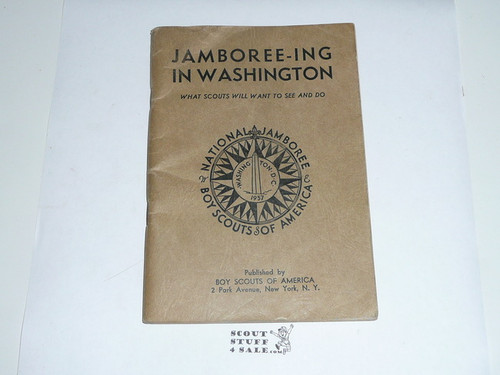 JAMBOREE-ING
IN WASHINGTON
WHAT SCOUTS WILL WANT TO SEE AND DO
NATIONAL JAMBOREE
WASHINGTON · D · C
1937
BOY SCOUTS OF AMERICA
Published by
BOY SCOUTS OF AMERICA
2 Park Avenue, New York, N. Y.
SCOUT
STUFF
4 SALE.COM